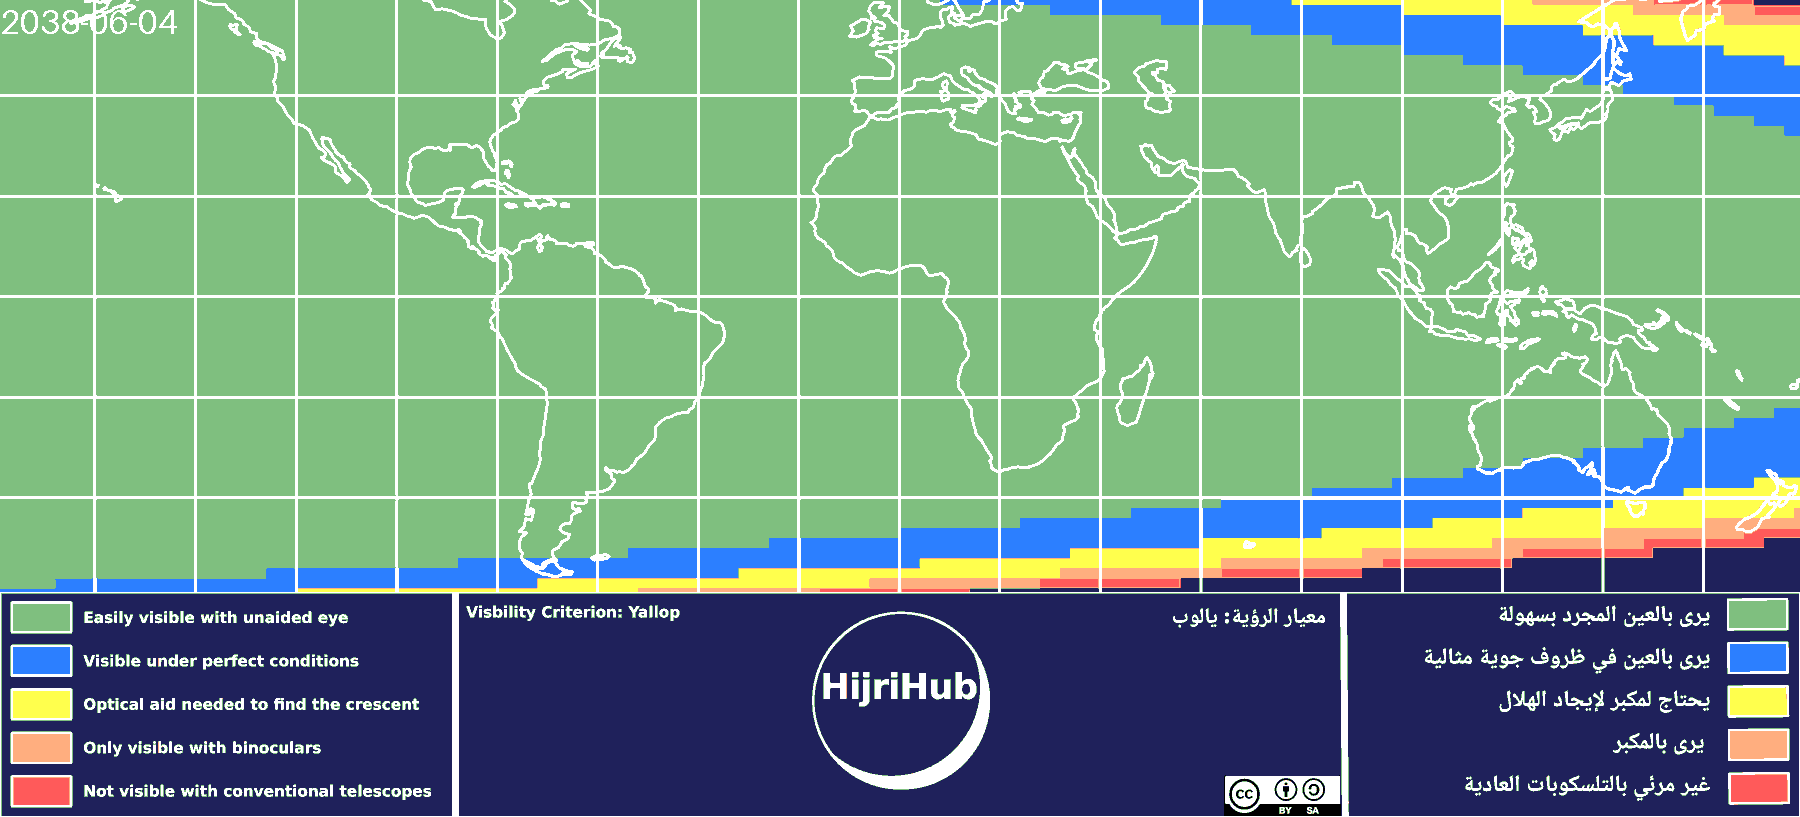 2038-06-04
Easily visible with unaided eye
Visible under perfect conditions
Optical aid needed to find the crescent
Only visible with binoculars
Not visible with conventional telescopes
Visbility Criterion: Yallop
معيار الرؤية: يالوب
HijriHub
cc
BY SA
يرى بالعين المجرد بسهولة
يرى بالعين في ظروف جوية مثالية
يحتاج لمكبر لإيجاد الهلال
يرى بالمكبر
غير مرئي بالتلسكوبات العادية